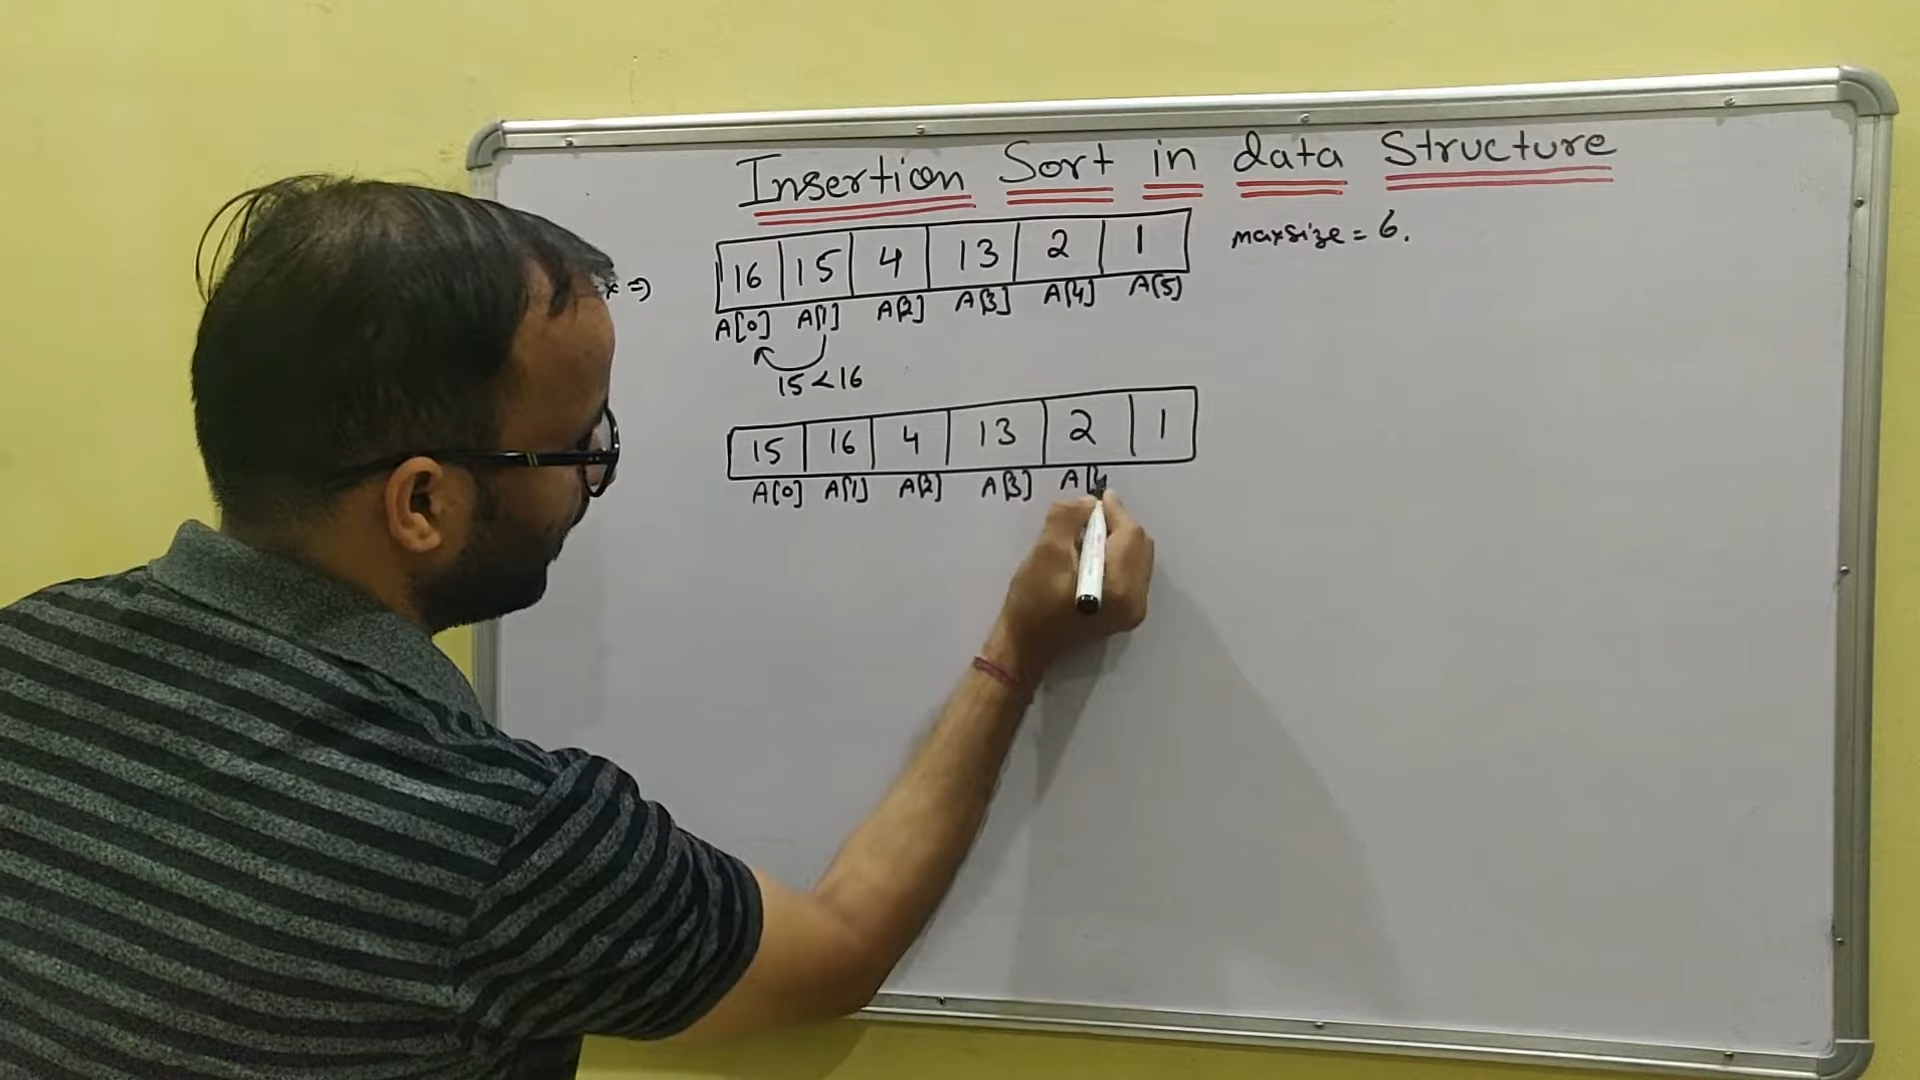 Insertion Sort in data Structure
16 15 4 13 2 1 maxsize = 6.
A[0] A[1] A[2] A[3] A[4] A[5]
15 < 16
15 16 4 13 2 1
A[0] A[1] A[2] A[3] A[4